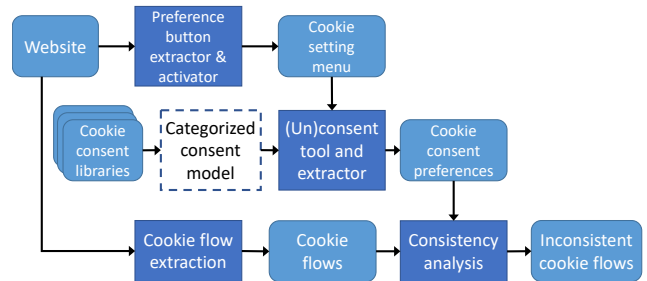 Website
Preference
button
extractor &
activator
Cookie
setting
menu
Cookie
consent
libraries
Categorized
consent
model
(Un)consent
tool and
extractor
Cookie
consent
preferences
Cookie flow
extraction
Cookie
flows
Consistency
analysis
Inconsistent
cookie flows